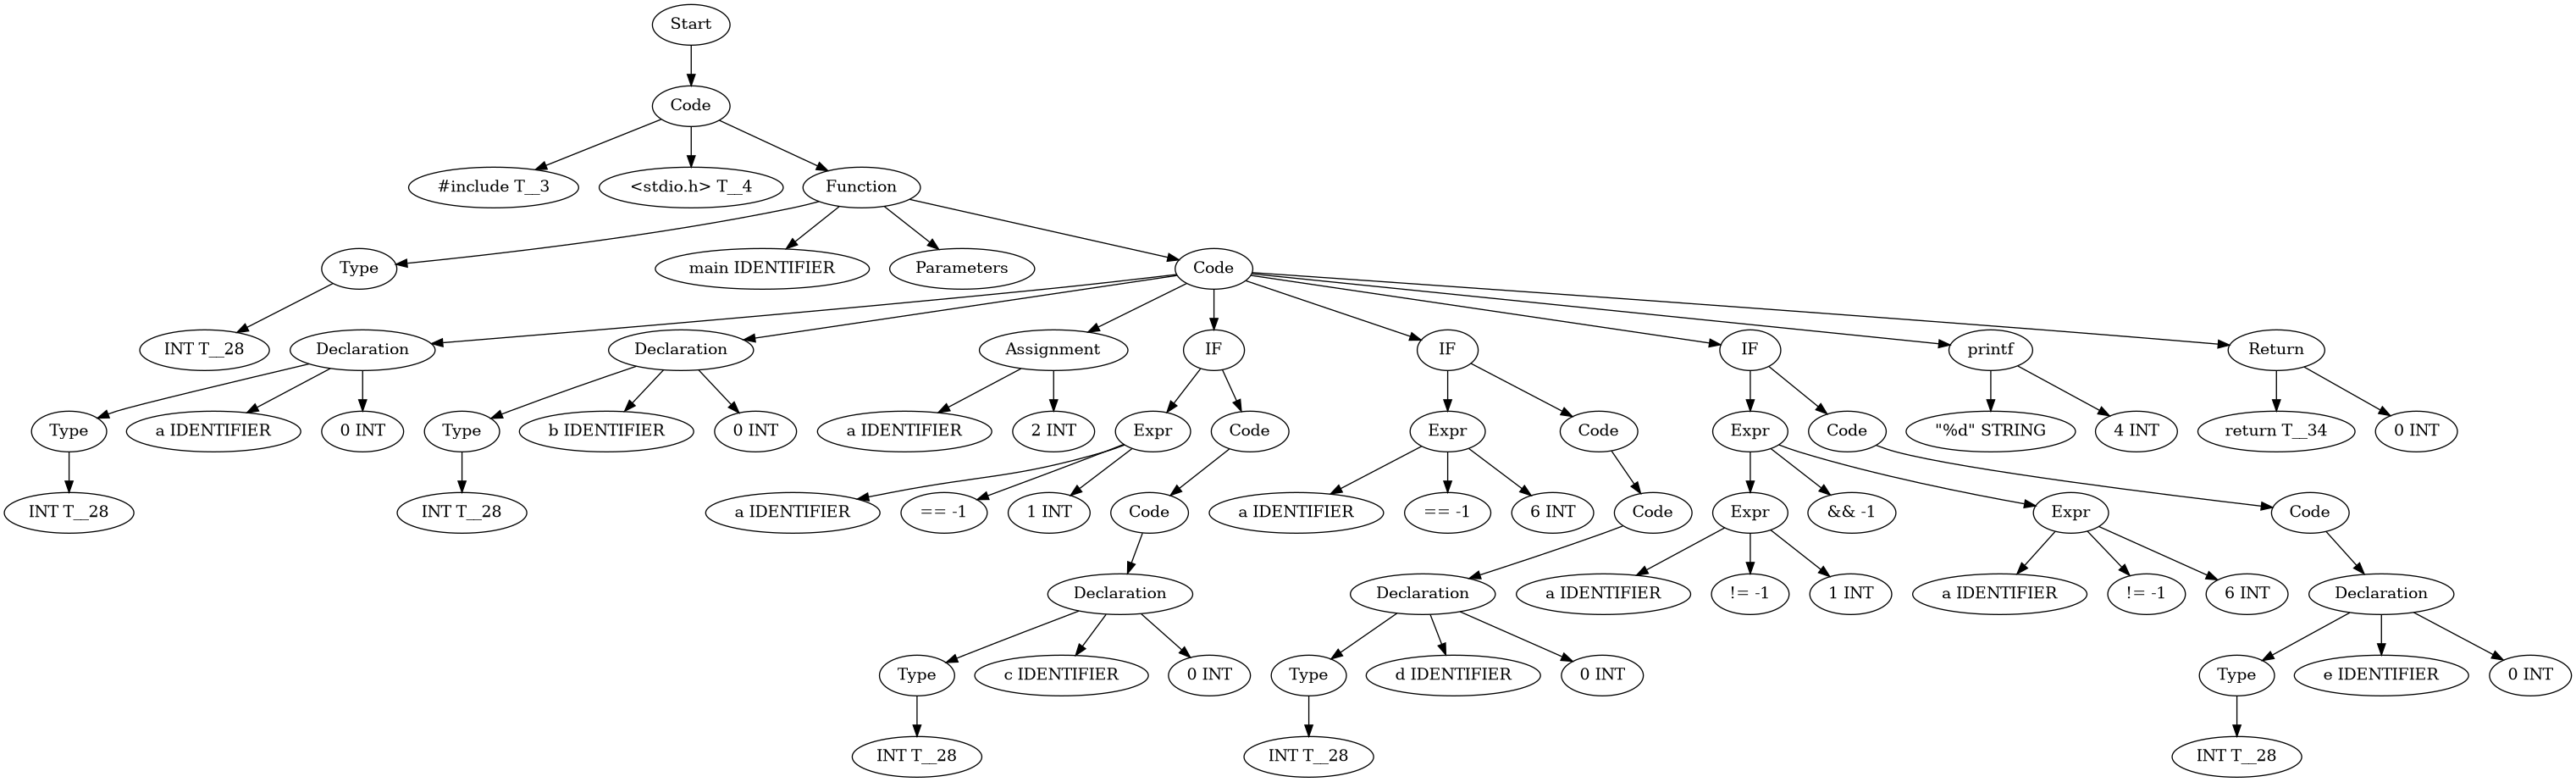 Start
Code
#include T__3
<stdio.h> T__4
Function
Type
main IDENTIFIER
Parameters
Code
INT T__28
Declaration
Declaration
Assignment
IF
IF
IF
printf
Return
Type
a IDENTIFIER
0 INT
Type
b IDENTIFIER
0 INT
a IDENTIFIER
2 INT
Expr
Code
Expr
Code
Expr
Code
"%d" STRING
4 INT
return T__34
0 INT
INT T__28
INT T__28
a IDENTIFIER
== -1
1 INT
Code
a IDENTIFIER
== -1
6 INT
Code
Expr
&& -1
Expr
Code
Declaration
Declaration
a IDENTIFIER
!= -1
1 INT
a IDENTIFIER
!= -1
6 INT
Declaration
Type
c IDENTIFIER
0 INT
Type
d IDENTIFIER
0 INT
Type
e IDENTIFIER
0 INT
INT T__28
INT T__28
INT T__28